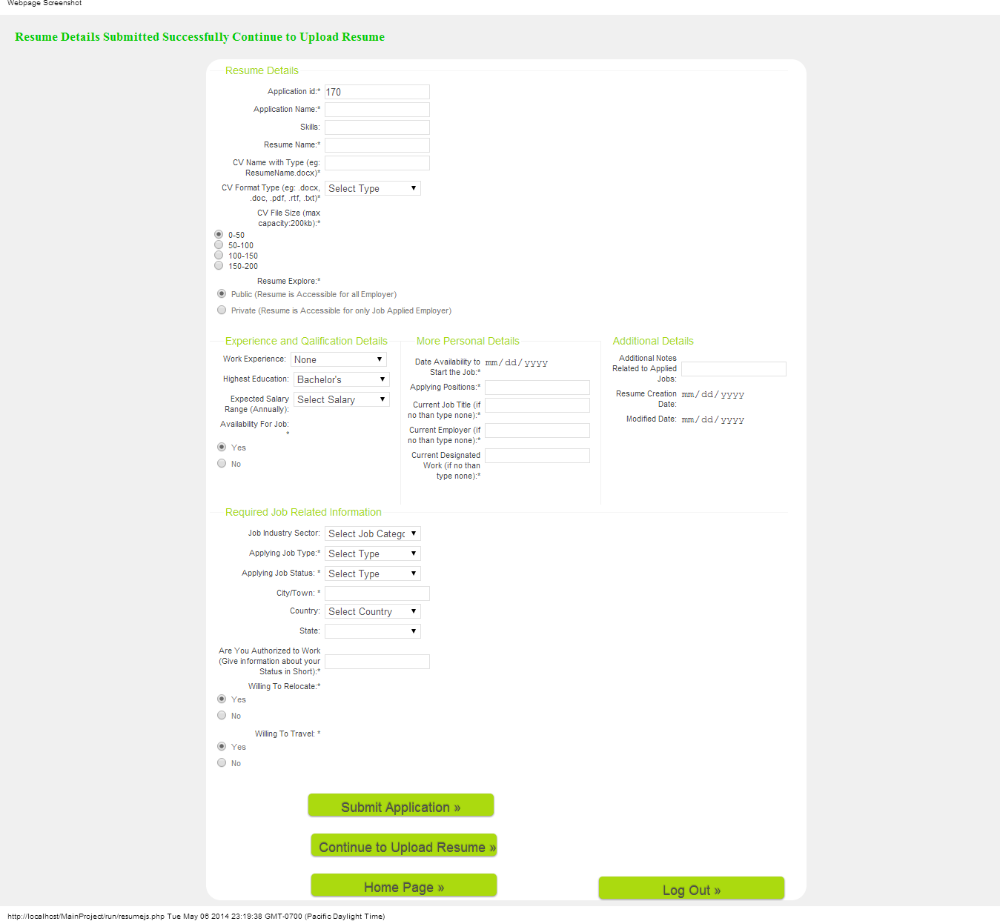 Webpage Screenshot
Resume Details Submitted Successfully Continue to Upload Resume
Resume Details
Application id:* 170
Application Name:*
Skills:
Resume Name:*
CV Name with Type (eg:
ResumeName.docx)*
CV Format Type (eg: .docx,
.doc, .pdf, .rtf, .txt)* Select Type
CV File Size (max
capacity:200kb):*
0-50
50-100
100-150
150-200
Resume Explore:*
Public (Resume is Accessible for all Employer)
Private (Resume is Accessible for only Job Applied Employer)
Experience and Qalification Details
Work Experience: None
Highest Education: Bachelor's
Expected Salary
Range (Annually): Select Salary
Availability For Job:
*
Yes
No
More Personal Details
Date Availability to
Start the Job:* mm/dd/yyyy
Applying Positions:*
Current Job Title (if
no than type none):*
Current Employer (if
no than type none):*
Current Designated
Work (if no than
type none):*
Additional Details
Additional Notes
Related to Applied
Jobs:
Resume Creation
Date: mm/dd/yyyy
Modified Date: mm/dd/yyyy
Required Job Related Information
Job Industry Sector: Select Job Catego
Applying Job Type:* Select Type
Applying Job Status: * Select Type
City/Town: *
Country: Select Country
State:
Are You Authorized to Work
(Give information about your
Status in Short):*
Willing To Relocate:*
Yes
No
Willing To Travel: *
Yes
No
Submit Application »
Continue to Upload Resume »
Home Page »
Log Out »
http://localhost/MainProject/run/resumejs.php Tue May 06 2014 23:19:38 GMT-0700 (Pacific Daylight Time)